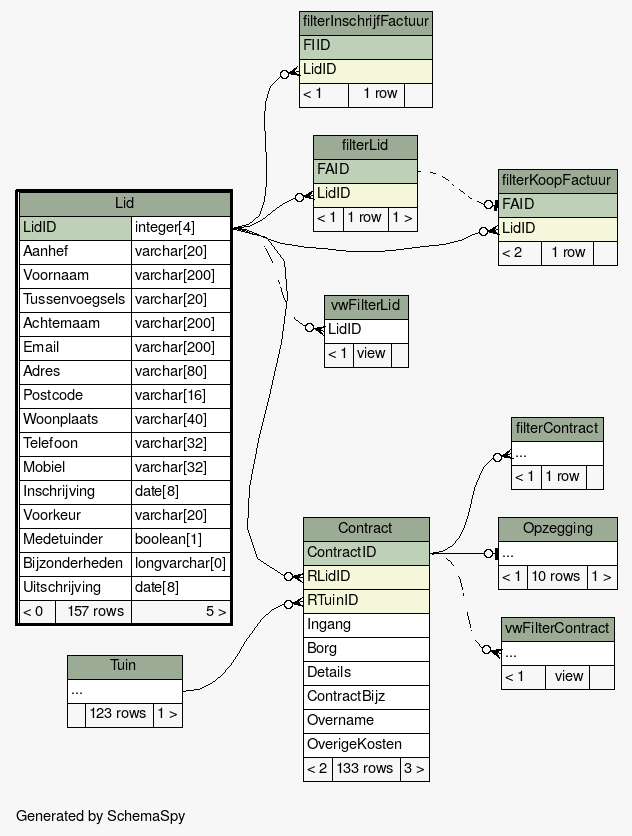 filterInschrijfFactuur
FIID
LidID
< 1 1 row
filterLid
FAID
LidID
< 1 1 row 1 >
filterKoopFactuur
FAID
LidID
< 2 1 row
Lid
LidID integer[4]
Aanhef varchar[20]
Voornaam varchar[200]
Tussenvoegsels varchar[20]
Achternaam varchar[200]
Email varchar[200]
Adres varchar[80]
Postcode varchar[16]
Woonplaats varchar[40]
Telefoon varchar[32]
Mobiel varchar[32]
Inschrijving date[8]
Voorkeur varchar[20]
Medetuinder boolean[1]
Bijzonderheden longvarchar[0]
Uitschrijving date[8]
< 0 157 rows 5 >
vwFilterLid
LidID
< 1 view
filterContract
...
< 1 1 row
Contract
ContractID
RLidID
RTuinID
Ingang
Borg
Details
ContractBijz
Overname
OverigeKosten
< 2 133 rows 3 >
Opzegging
...
< 1 10 rows 1 >
vwFilterContract
...
< 1 view
Tuin
...
123 rows 1 >
Generated by SchemaSpy